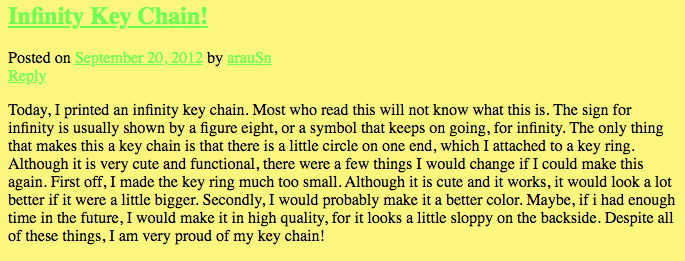 Infinity Key Chain!
Posted on September 20, 2012 by arauSn
Reply
Today, I printed an infinity key chain. Most who read this will not know what this is. The sign for
infinity is usually shown by a figure eight, or a symbol that keeps on going, for infinity. The only thing
that makes this a key chain is that there is a little circle on one end, which I attached to a key ring.
Although it is very cute and functional, there were a few things I would change if I could make this
again. First off, I made the key ring much too small. Although it is cute and it works, it would look a lot
better if it were a little bigger. Secondly, I would probably make it a better color. Maybe, if i had enough
time in the future, I would make it in high quality, for it looks a little sloppy on the backside. Despite all
of these things, I am very proud of my key chain!